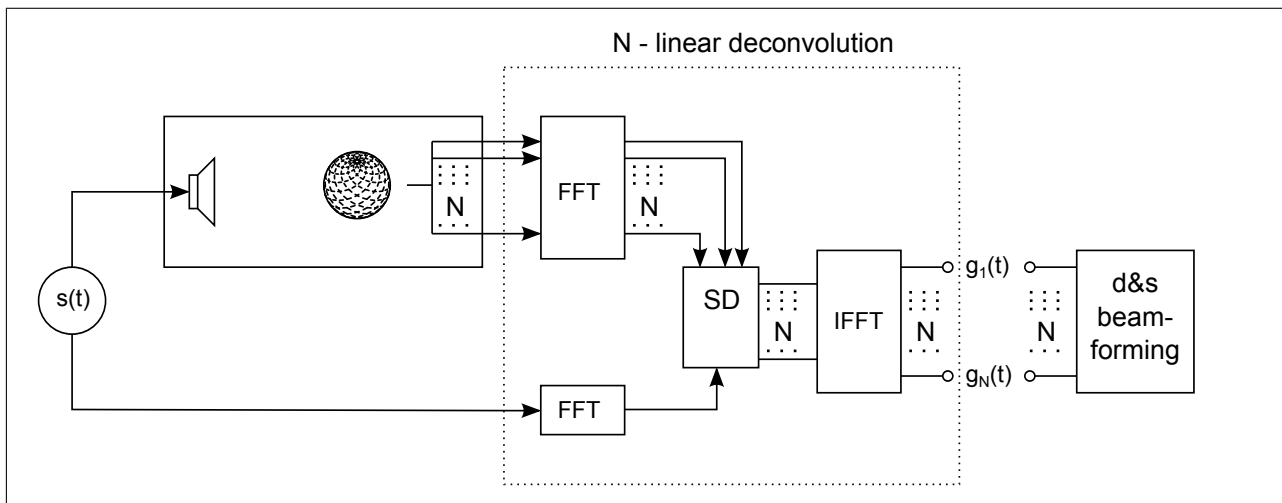 N - linear deconvolution
s(t)
N
FFT
N
FFT
SD
N
IFFT
g₁(t)
N
gN(t)
N
d&s
beam-
forming